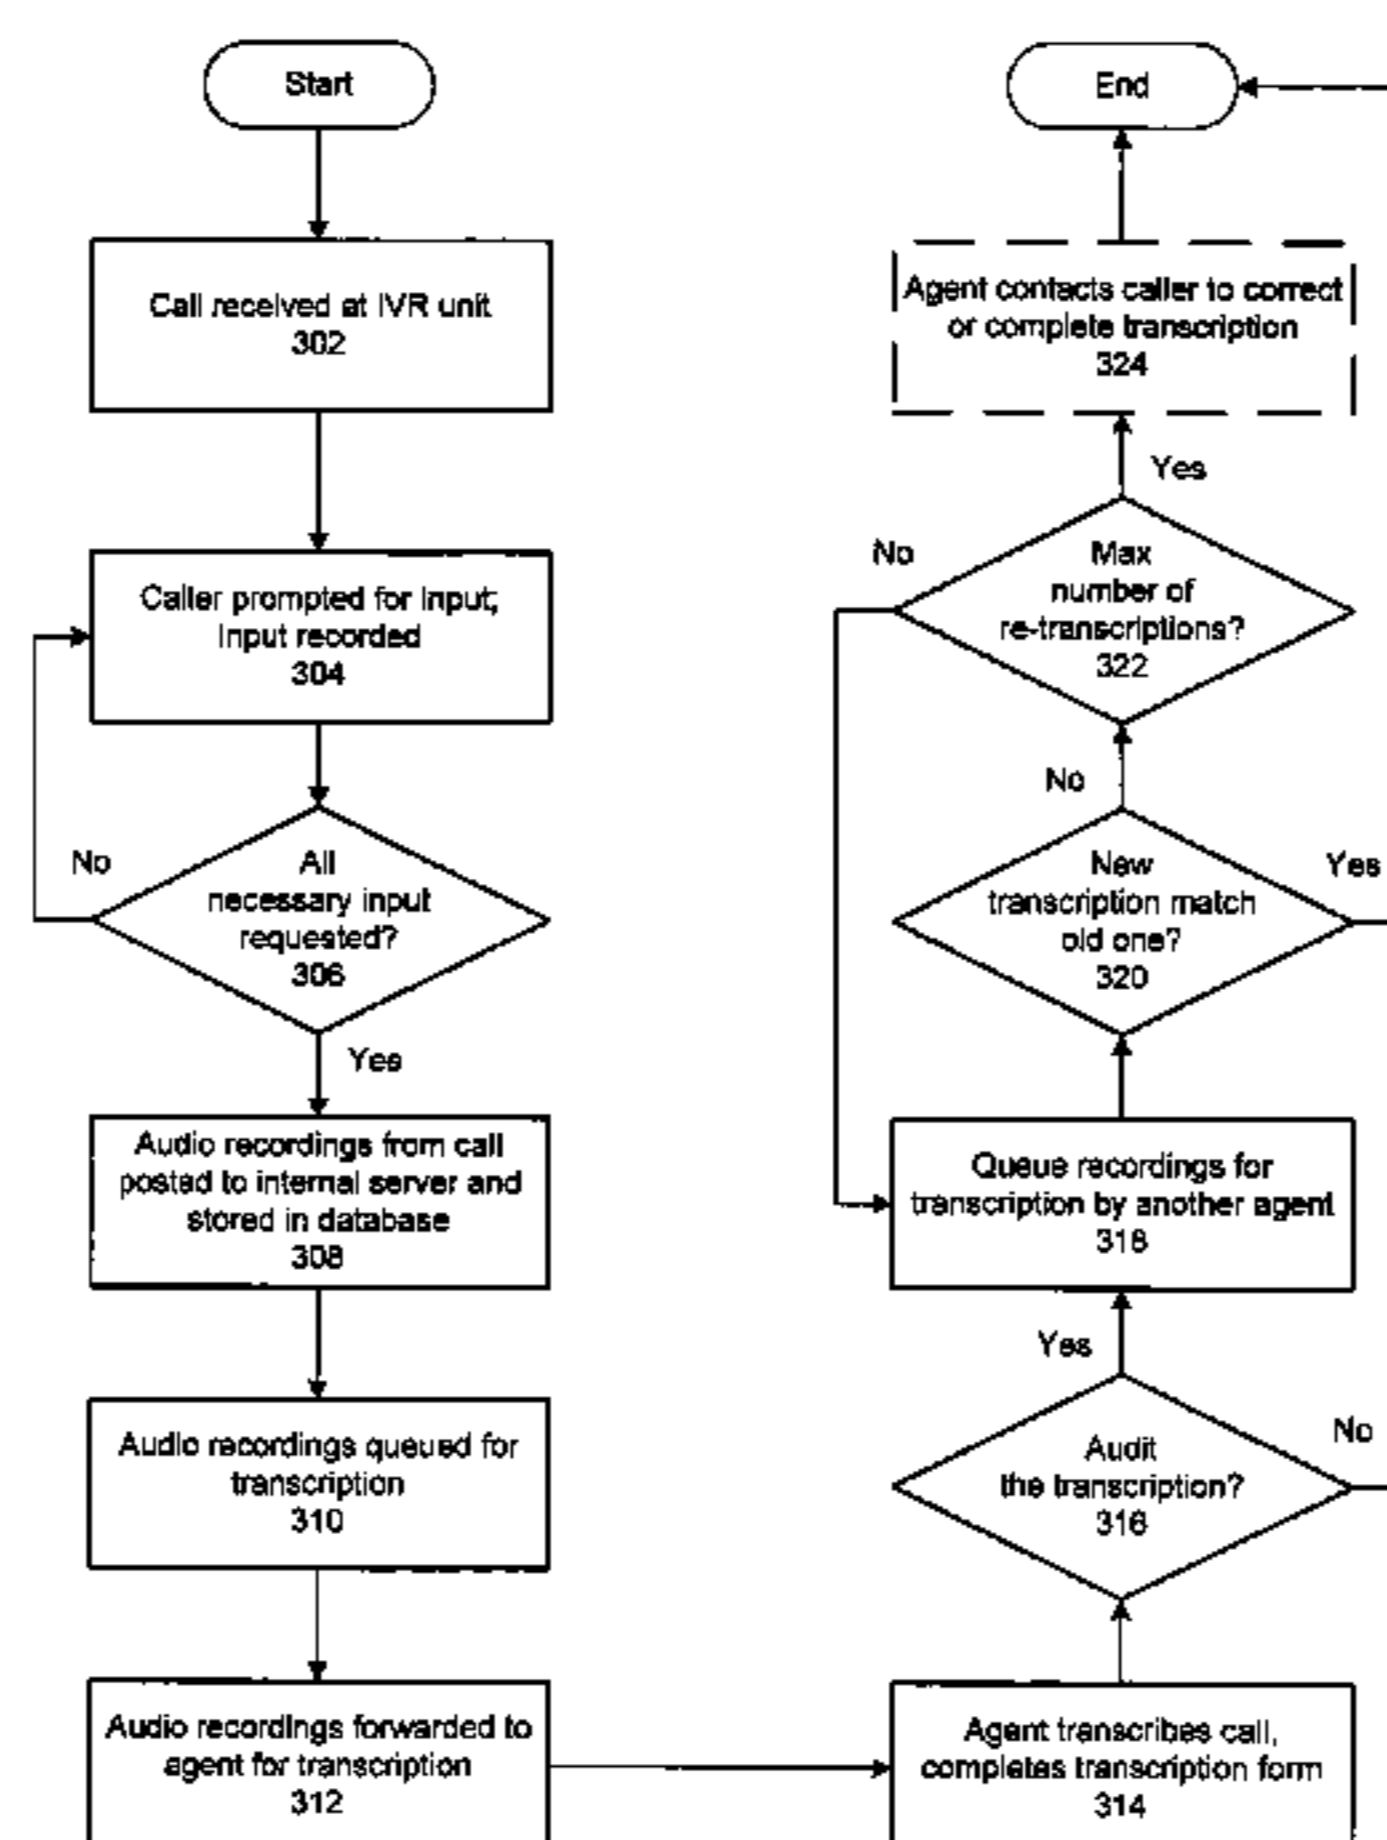 Start
Call received at IVR unit
302
Caller prompted for input;
Input recorded
304
No
All
necessary input
requested?
306
Yes
Audio recordings from call
posted to internal server and
stored in database
308
Audio recordings queued for
transcription
310
Audio recordings forwarded to
agent for transcription
312
End
Agent contacts caller to correct
or complete transcription
324
Yes
No
Max
number of
re-transcriptions?
322
No
New
transcription match
old one?
320
Yes
Queue recordings for
transcription by another agent
318
Yes
Audit
the transcription?
316
No
Agent transcribes call,
completes transcription form
314